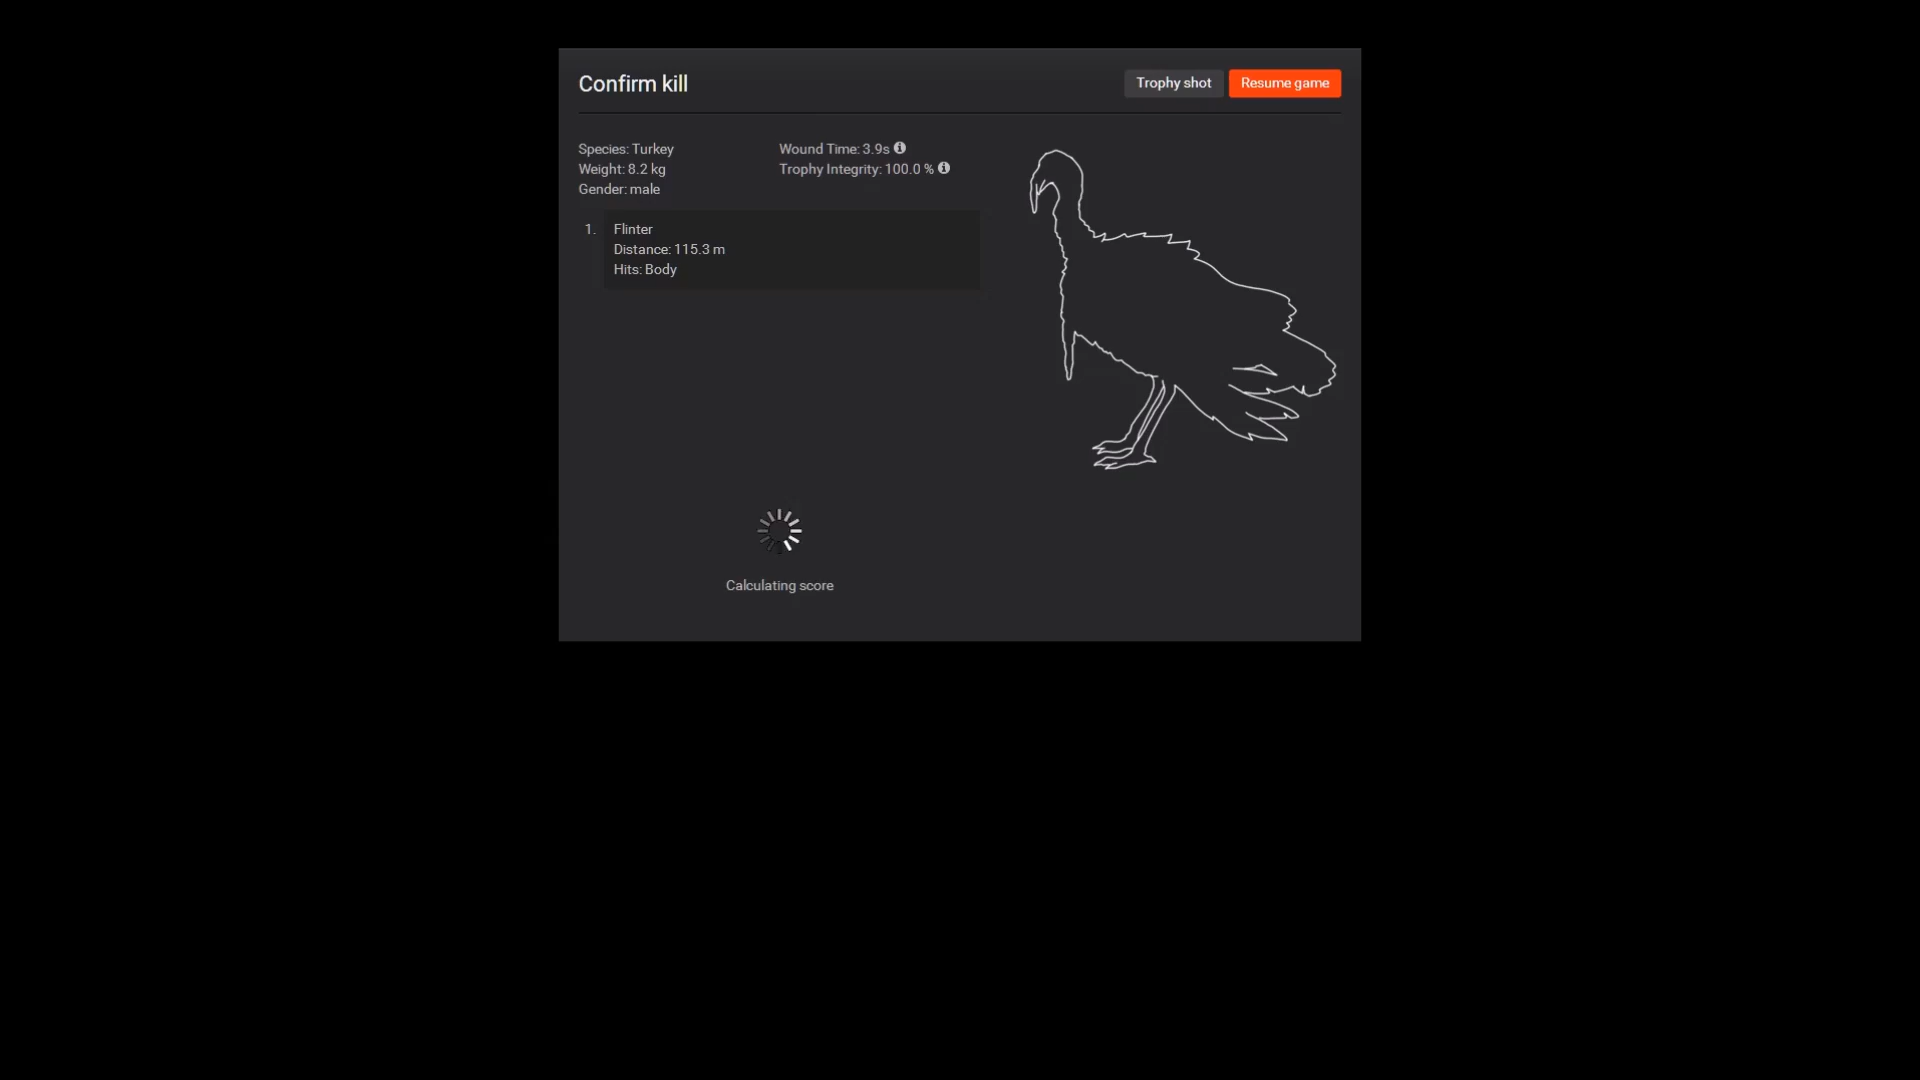 Confirm kill
Trophy shot
Resume game
Species: Turkey
Weight: 8.2 kg
Gender: male
Wound Time: 3.9s
Trophy Integrity: 100.0 %
1.
Flinter
Distance: 115.3 m
Hits: Body
Calculating score